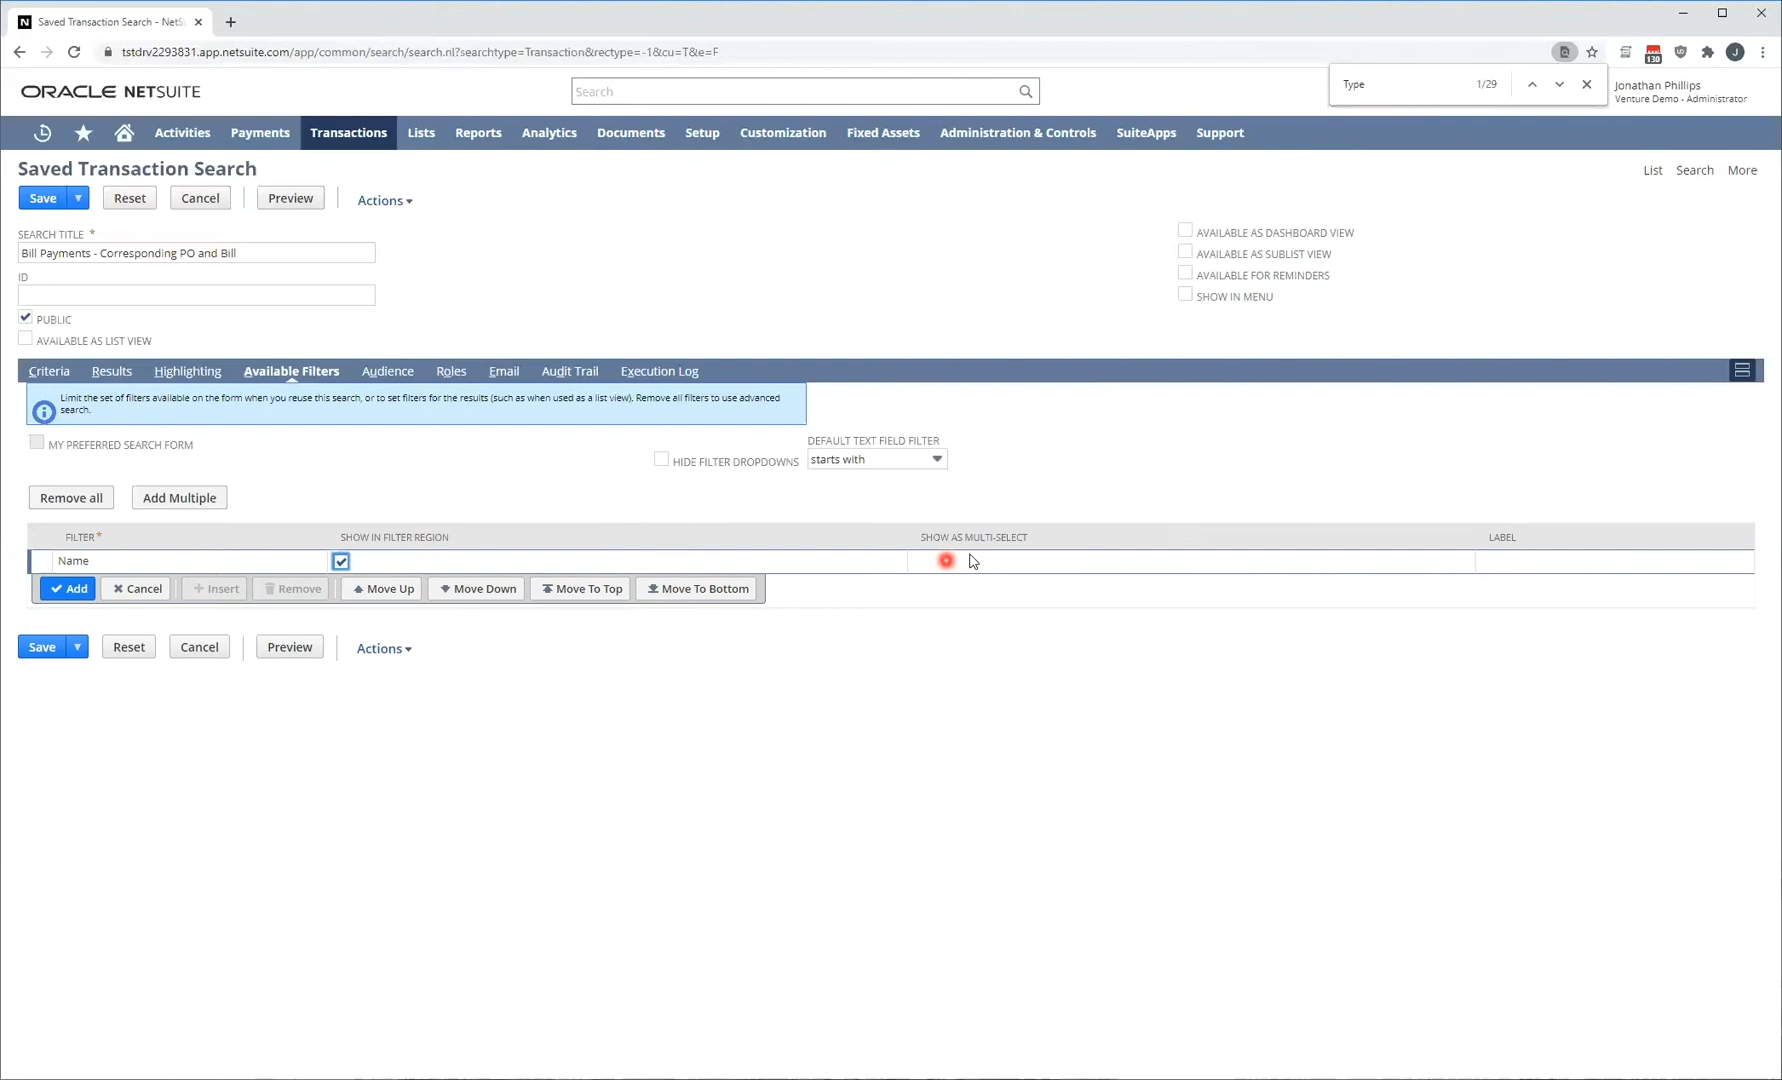 Saved Transaction Search - NetS
tstdrv2293831.app.netsuite.com/app/common/search/search.nl?searchtype=Transaction&rectype=-1&cu=T&e=F
130
J
ORACLE NETSUITE
Search
Type
1/29
Jonathan Phillips
Venture Demo - Administrator
Activities Payments Transactions Lists Reports Analytics Documents Setup Customization Fixed Assets Administration & Controls SuiteApps Support
Saved Transaction Search
List Search More
Save Reset Cancel Preview Actions
SEARCH TITLE *
Bill Payments - Corresponding PO and Bill
ID
PUBLIC
AVAILABLE AS LIST VIEW
AVAILABLE AS DASHBOARD VIEW
AVAILABLE AS SUBLIST VIEW
AVAILABLE FOR REMINDERS
SHOW IN MENU
Criteria Results Highlighting Available Filters Audience Roles Email Audit Trail Execution Log
Limit the set of filters available on the form when you reuse this search, or to set filters for the results (such as when used as a list view). Remove all filters to use advanced
search.
MY PREFERRED SEARCH FORM
HIDE FILTER DROPDOWNS
DEFAULT TEXT FIELD FILTER
starts with
Remove all Add Multiple
FILTER * SHOW IN FILTER REGION SHOW AS MULTI-SELECT LABEL
Name
Add Cancel Insert Remove Move Up Move Down Move To Top Move To Bottom
Save Reset Cancel Preview Actions